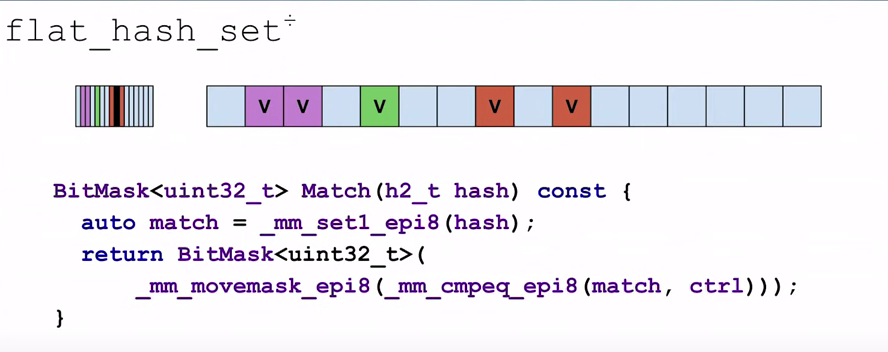 flat_hash_set÷
V V V V V
BitMask<uint32_t> Match(h2_t hash) const {
auto match = _mm_set1_epi8(hash);
return BitMask<uint32_t>(
_mm_movemask_epi8(_mm_cmpeq_epi8(match, ctrl)));
}